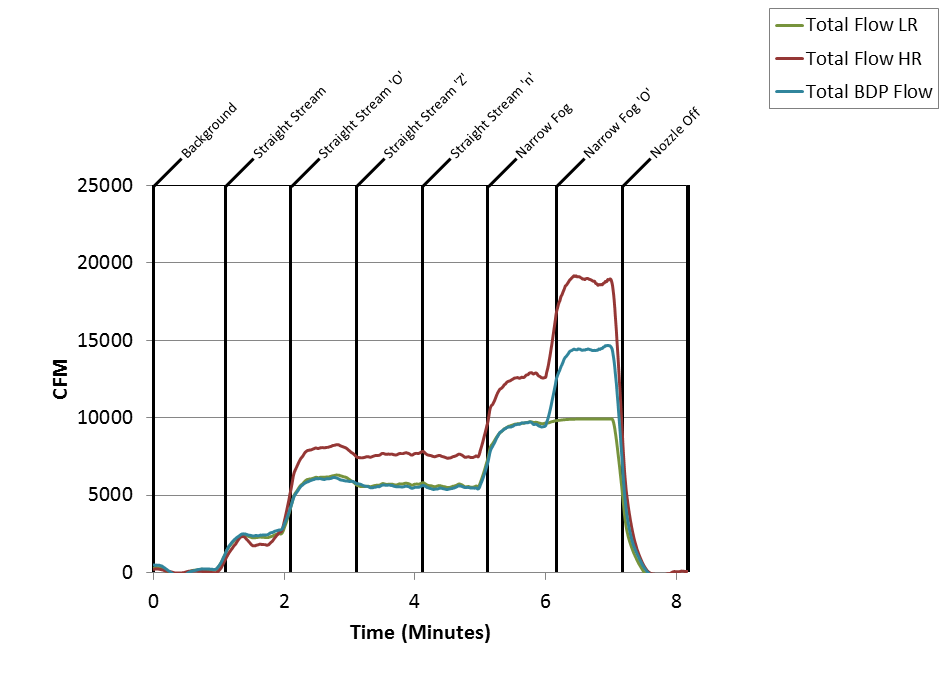 Total Flow LR
Total Flow HR
Total BDP Flow
Background
Straight Stream
Straight Stream 'O'
Straight Stream 'Z'
Straight Stream 'n'
Narrow Fog
Narrow Fog 'O'
Nozzle Off
25000
20000
15000
10000
5000
0
CFM
0 2 4 6 8
Time (Minutes)